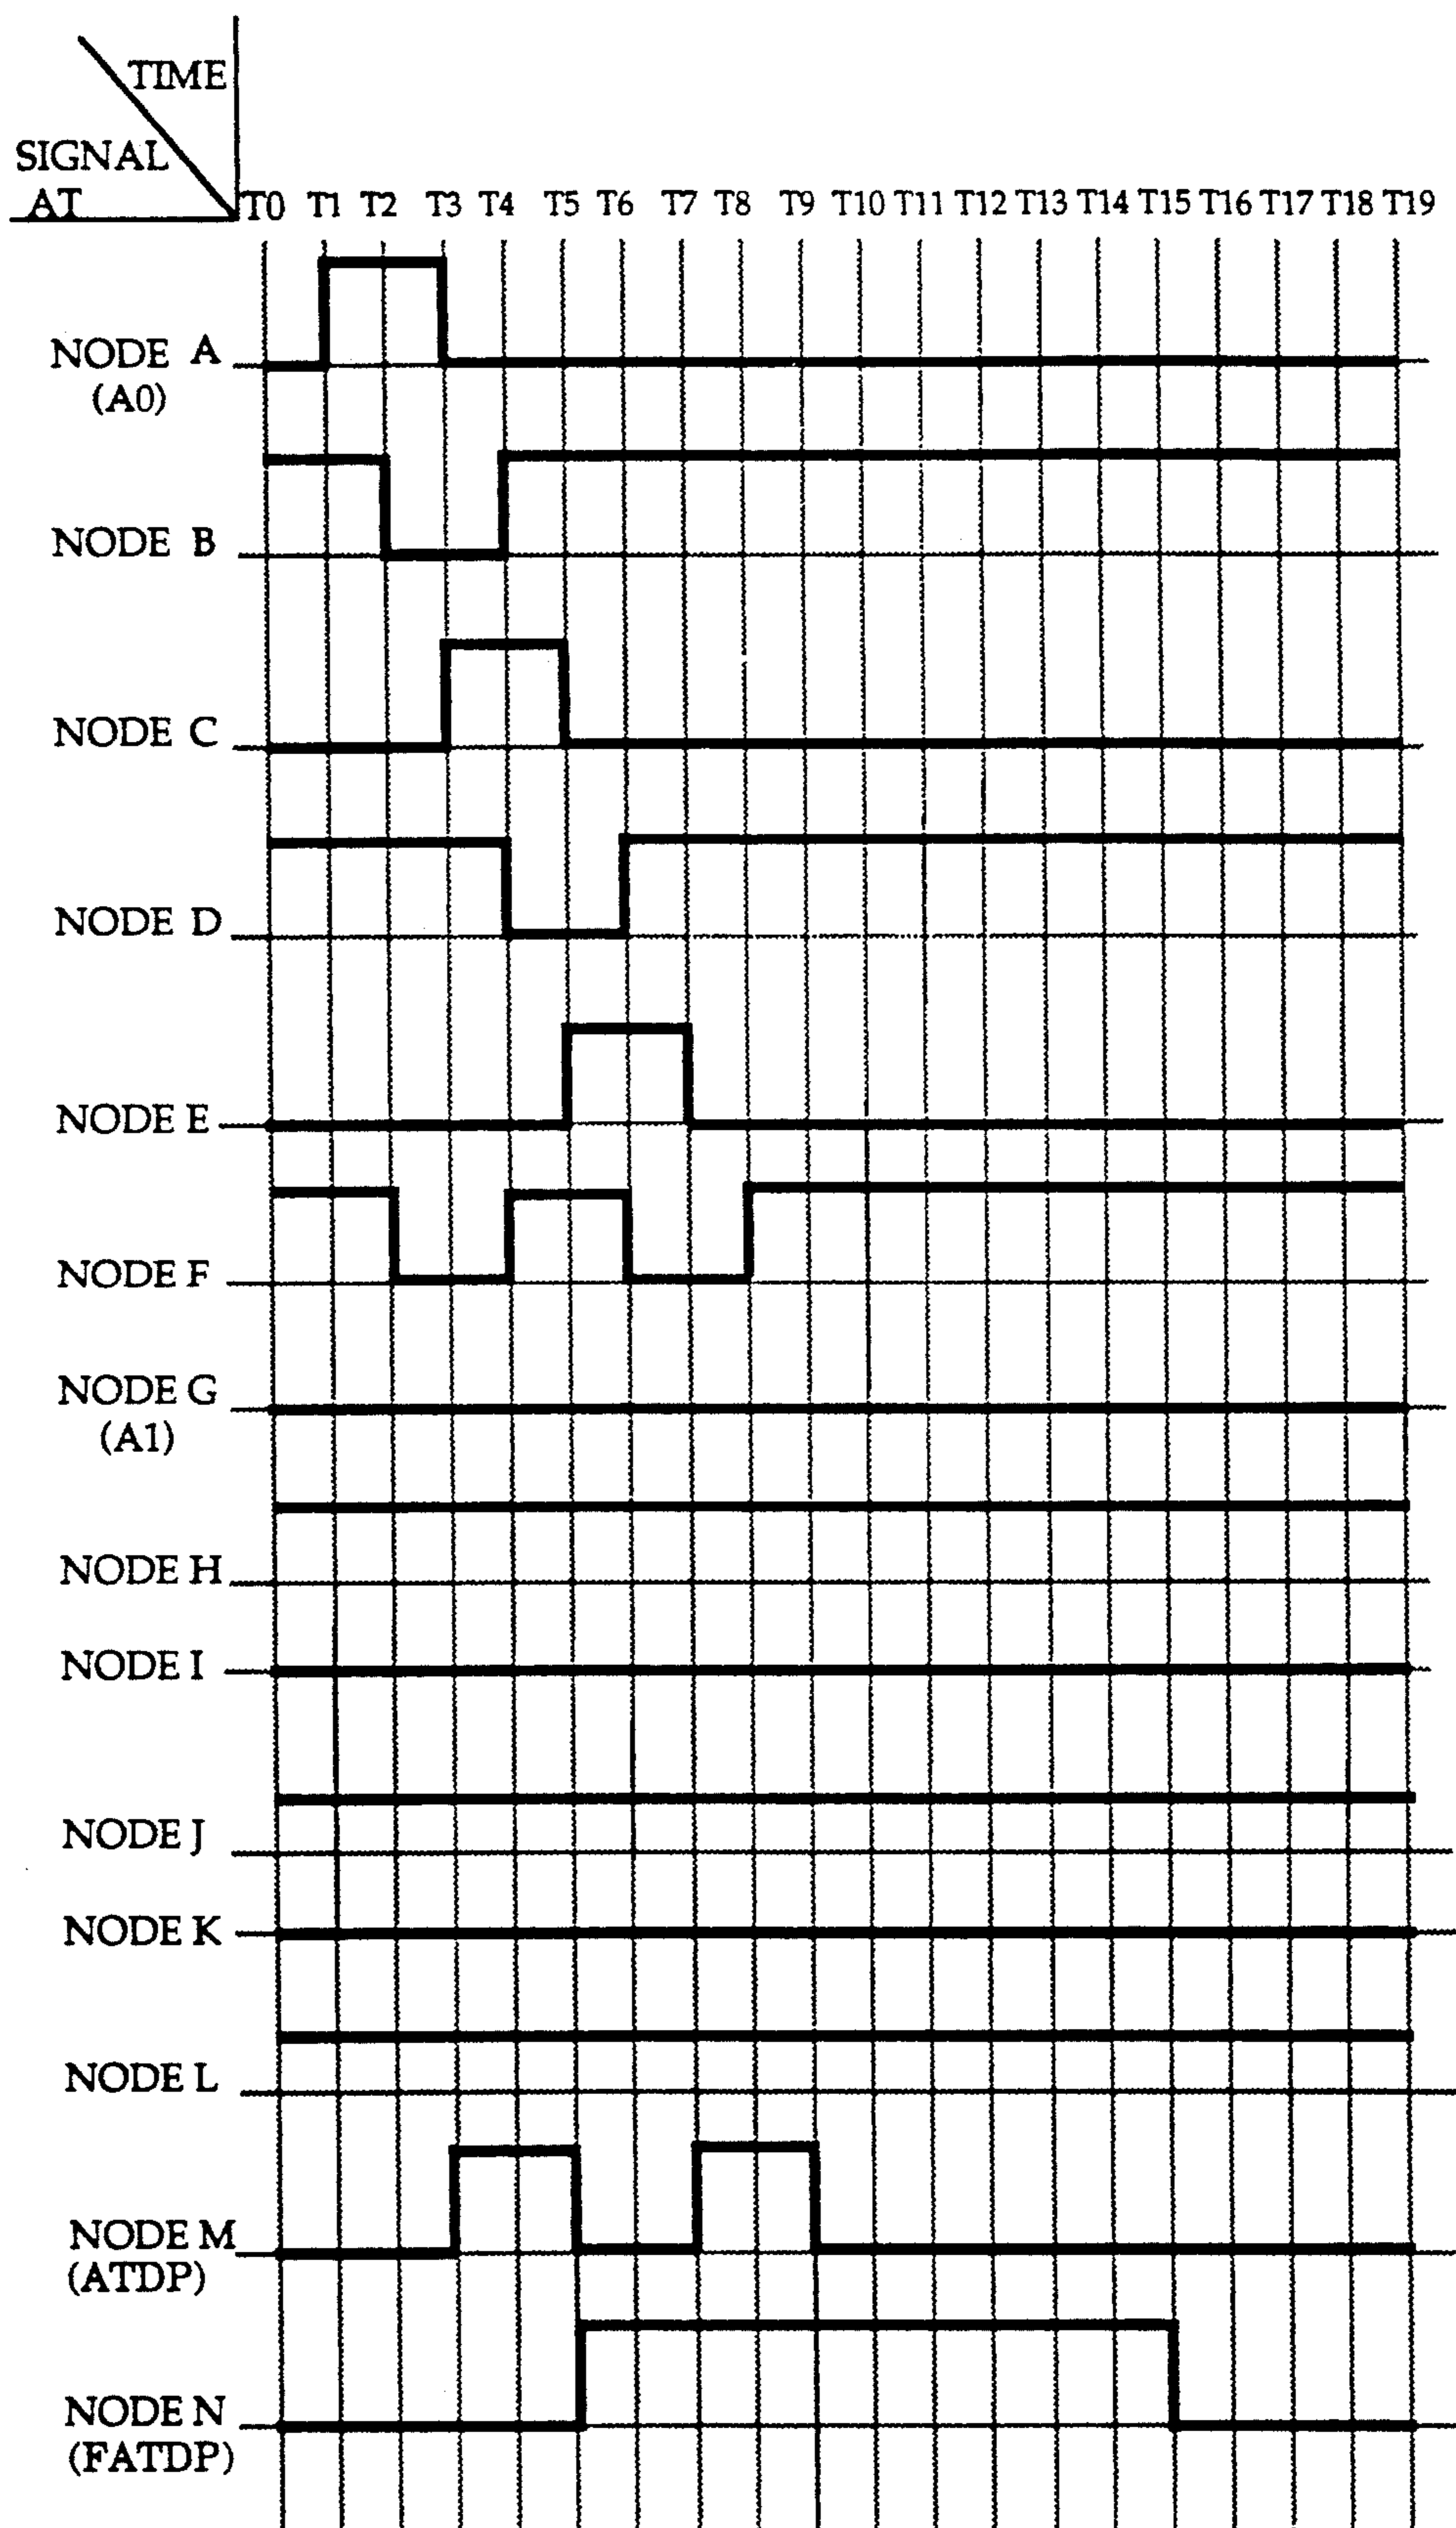 TIME
SIGNAL
AT
T0 T1 T2 T3 T4 T5 T6 T7 T8 T9 T10 T11 T12 T13 T14 T15 T16 T17 T18 T19
NODE A
(A0)
NODE B
NODE C
NODE D
NODE E
NODE F
NODE G
(A1)
NODE H
NODE I
NODE J
NODE K
NODE L
NODE M
(ATDP)
NODE N
(FATDP)